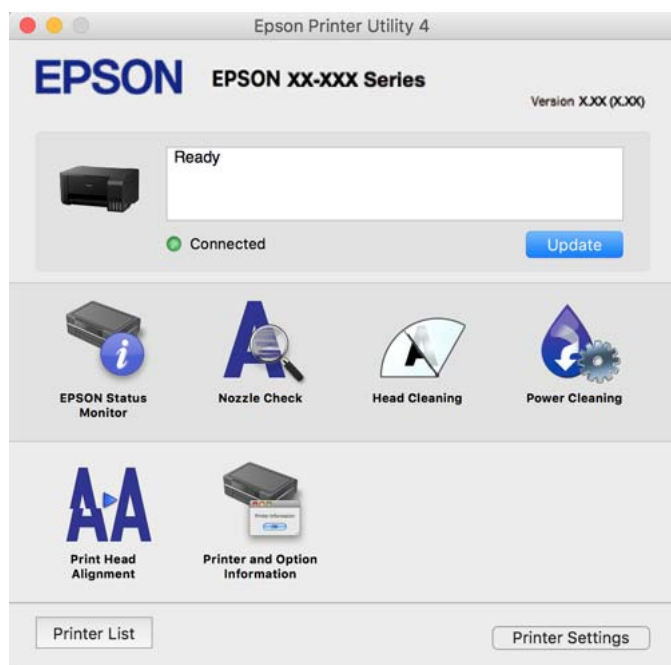 Epson Printer Utility 4
EPSON
EPSON XX-XXX Series
Version X.XX (X.XX)
Ready
Connected
Update
EPSON Status
Monitor
Nozzle Check
Head Cleaning
Power Cleaning
Print Head
Alignment
Printer and Option
Information
Printer List
Printer Settings